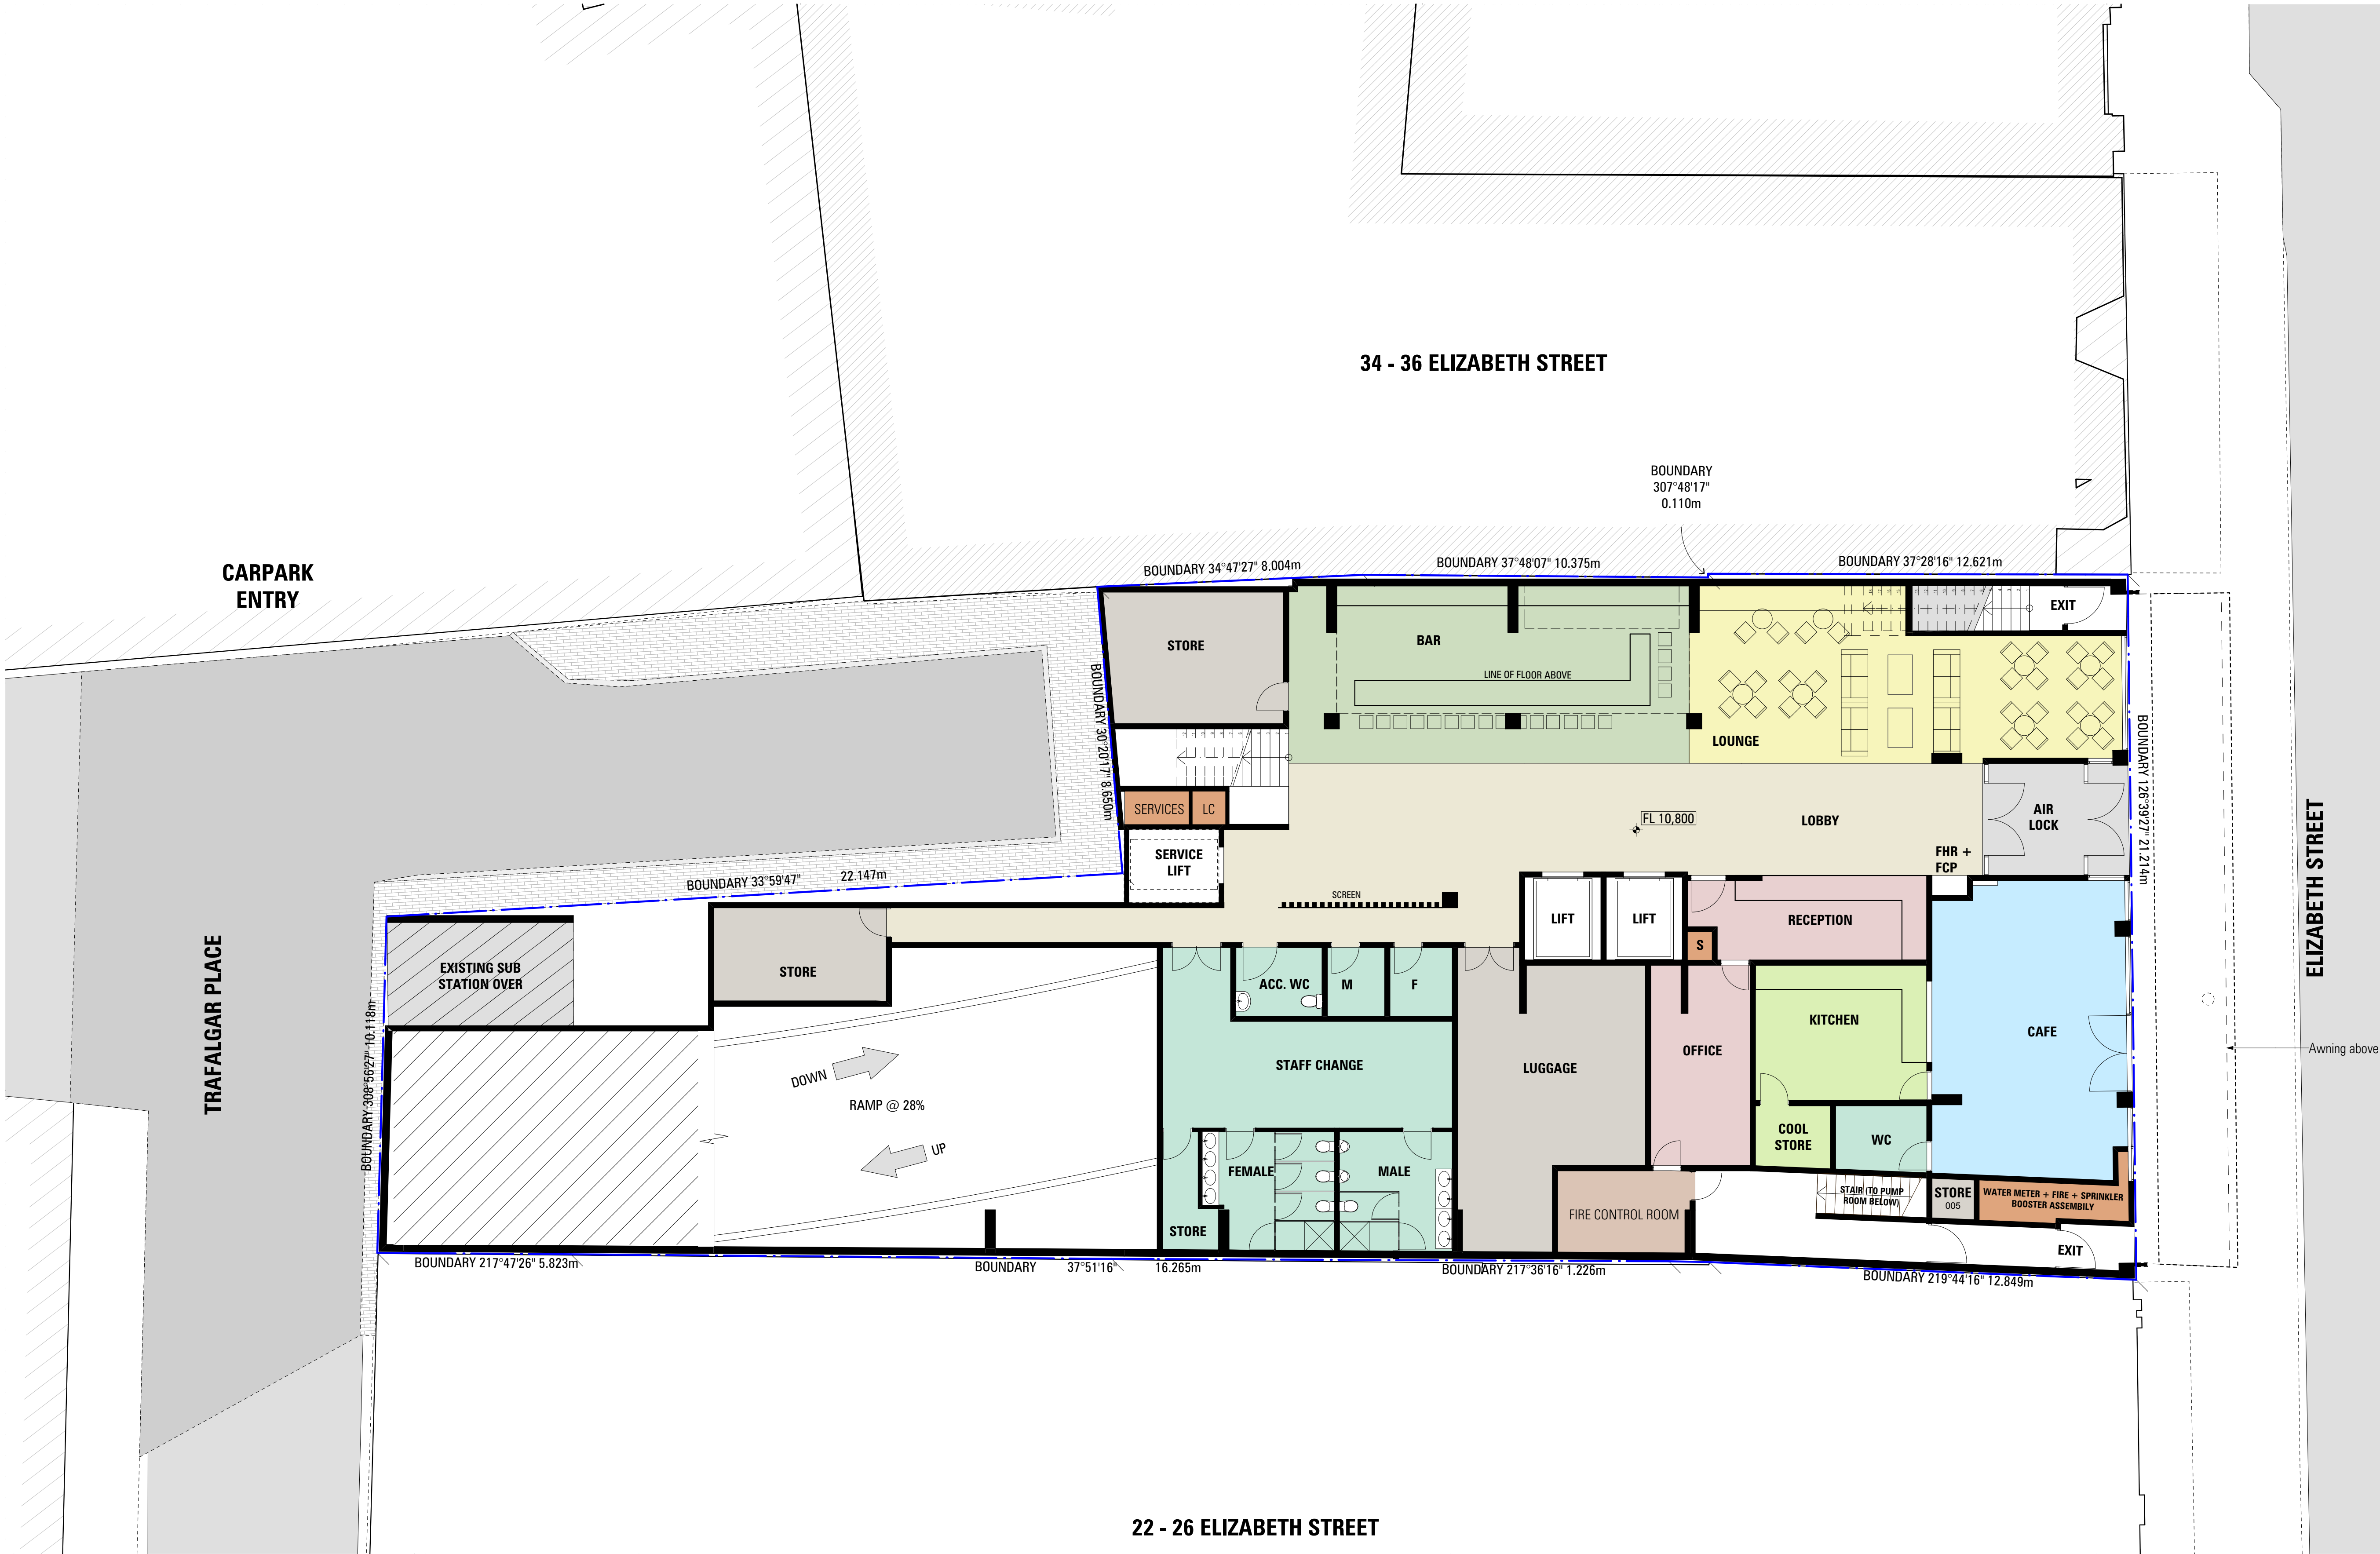 34 - 36 ELIZABETH STREET
BOUNDARY
307°48'17"
0.110m
CARPARK
ENTRY
BOUNDARY 34°47'27" 8.004m
BOUNDARY 37°48'07" 10.375m
BOUNDARY 37°28'16" 12.621m
EXIT
STORE
BAR
LINE OF FLOOR ABOVE
LOUNGE
BOUNDARY 30°20'17" 8.650m
BOUNDARY 126°39'27" 21.214m
SERVICES
LC
FL 10,800
LOBBY
AIR
LOCK
SERVICE
LIFT
FHR +
FCP
BOUNDARY 33°59'47" 22.147m
SCREEN
LIFT
LIFT
RECEPTION
S
ELIZABETH STREET
TRAFALGAR PLACE
EXISTING SUB
STATION OVER
STORE
ACC. WC
M
F
BOUNDARY 308°56'27" 10.118m
KITCHEN
CAFE
OFFICE
STAFF CHANGE
LUGGAGE
Awning above
DOWN
RAMP @ 28%
UP
COOL
STORE
WC
FEMALE
MALE
STORE
FIRE CONTROL ROOM
STAIR (TO PUMP
ROOM BELOW)
STORE
005
WATER METER + FIRE + SPRINKLER
BOOSTER ASSEMBLY
EXIT
BOUNDARY 217°47'26" 5.823m
BOUNDARY 37°51'16" 16.265m
BOUNDARY 217°36'16" 1.226m
BOUNDARY 219°44'16" 12.849m
22 - 26 ELIZABETH STREET